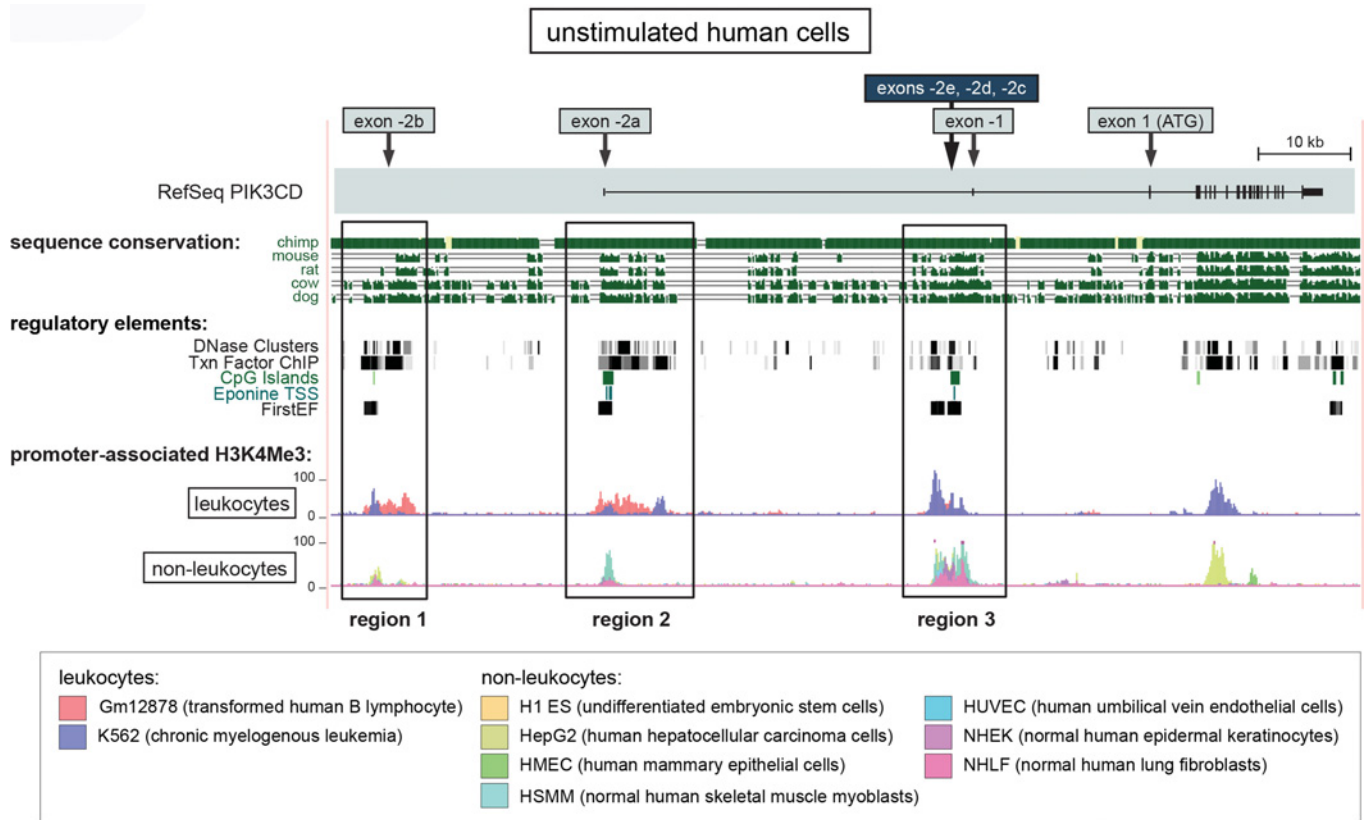 unstimulated human cells
exons -2e, -2d, -2c
exon -2b
exon -2a
exon -1
exon 1 (ATG)
10 kb
RefSeq PIK3CD
sequence conservation:
chimp
mouse
rat
cow
dog
regulatory elements:
DNase Clusters
Txn Factor ChIP
CpG Islands
Eponine TSS
FirstEF
promoter-associated H3K4Me3:
100
leukocytes
0
100
non-leukocytes
0
region 1
region 2
region 3
leukocytes:
Gm12878 (transformed human B lymphocyte)
K562 (chronic myelogenous leukemia)
non-leukocytes:
H1 ES (undifferentiated embryonic stem cells)
HepG2 (human hepatocellular carcinoma cells)
HMEC (human mammary epithelial cells)
HSMM (normal human skeletal muscle myoblasts)
HUVEC (human umbilical vein endothelial cells)
NHEK (normal human epidermal keratinocytes)
NHLF (normal human lung fibroblasts)